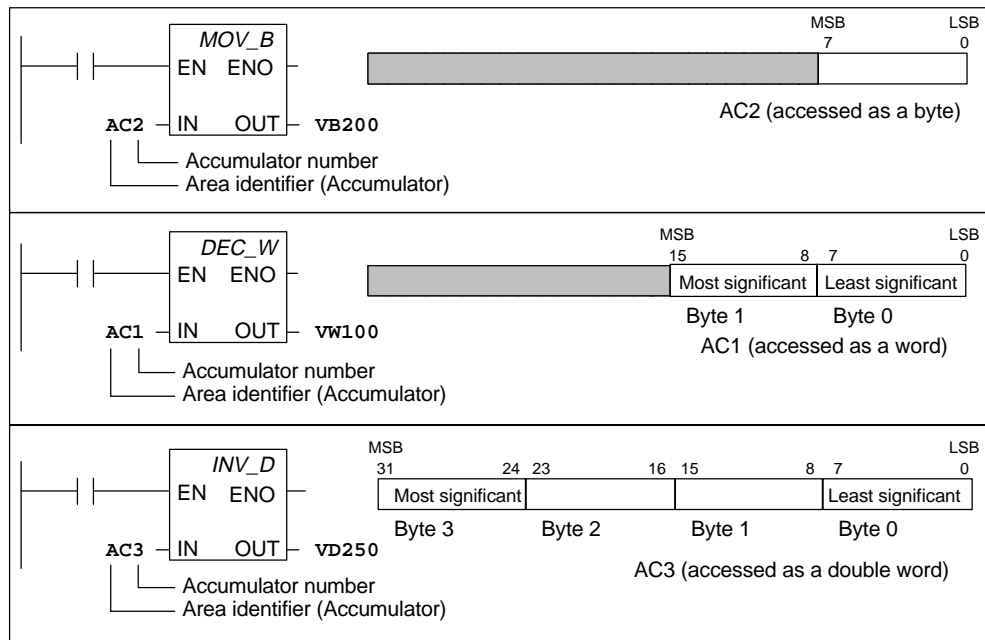 MOV_B
EN ENO
AC2 IN OUT VB200
Accumulator number
Area identifier (Accumulator)
MSB LSB
7 0
AC2 (accessed as a byte)
DEC_W
EN ENO
AC1 IN OUT VW100
Accumulator number
Area identifier (Accumulator)
MSB LSB
15 8 7 0
Most significant Least significant
Byte 1 Byte 0
AC1 (accessed as a word)
INV_D
EN ENO
AC3 IN OUT VD250
Accumulator number
Area identifier (Accumulator)
MSB LSB
31 24 23 16 15 8 7 0
Most significant Least significant
Byte 3 Byte 2 Byte 1 Byte 0
AC3 (accessed as a double word)